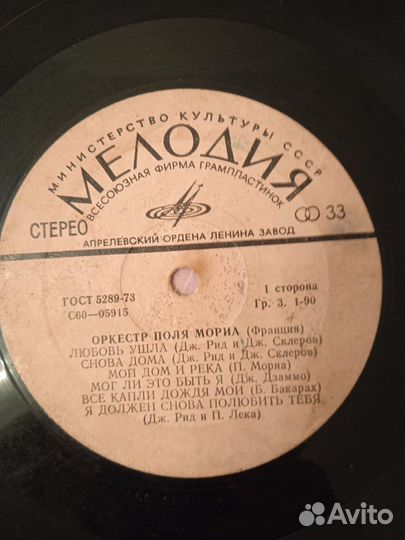 МИНИСТЕРСТВО КУЛЬТУРЫ СССР
МЕЛОДИЯ
ВСЕСОЮЗНАЯ ФИРМА ГРАМПЛАСТИНОК
СТЕРЕО
33
АПРЕЛЕВСКИЙ ОРДЕНА ЛЕНИНА ЗАВОД
ГОСТ 5289-73
С60—05915
1 сторона
Гр. 3. 1-90
ОРКЕСТР ПОЛЯ МОРИА (Франция)
ЛЮБОВЬ УШЛА (Дж. Рид и Дж. Склеров)
СНОВА ДОМА (Дж. Рид и Дж. Склеров)
МОЙ ДОМ И РЕКА (П. Мориа)
МОГ ЛИ ЭТО БЫТЬ Я (Дж. Дзаммо)
ВСЕ КАПЛИ ДОЖДЯ МОИ (Б. Бакарах)
Я ДОЛЖЕН СНОВА ПОЛЮБИТЬ ТЕБЯ
(Дж. Рид и П. Лека)
Avito